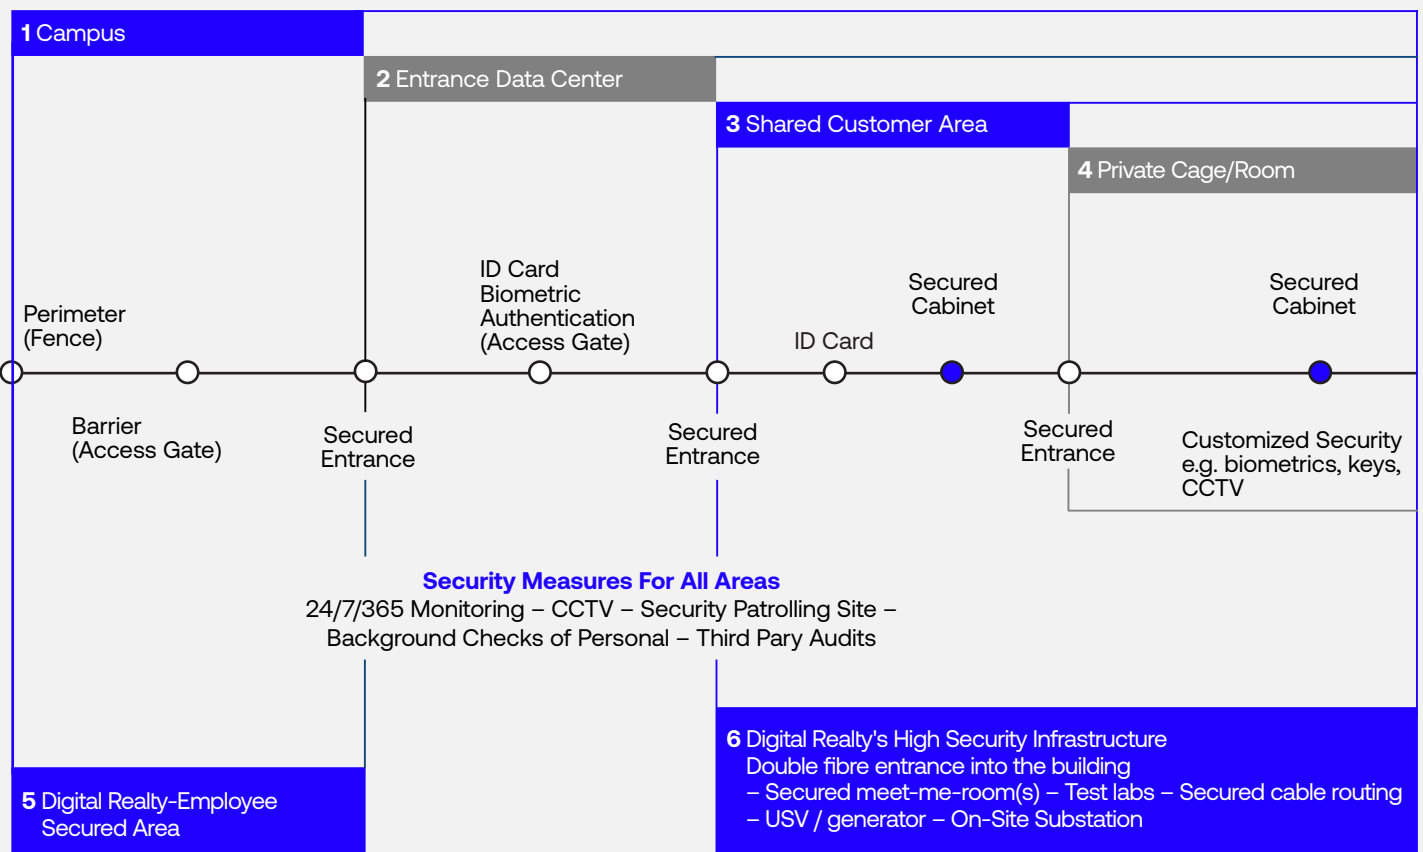 1 Campus
2 Entrance Data Center
3 Shared Customer Area
4 Private Cage/Room
Perimeter
(Fence)
Barrier
(Access Gate)
Secured
Entrance
ID Card
Biometric
Authentication
(Access Gate)
Secured
Entrance
ID Card
Secured
Cabinet
Secured
Entrance
Secured
Cabinet
Customized Security
e.g. biometrics, keys,
CCTV
Security Measures For All Areas
24/7/365 Monitoring – CCTV – Security Patrolling Site –
Background Checks of Personal – Third Pary Audits
5 Digital Realty-Employee
Secured Area
6 Digital Realty's High Security Infrastructure
Double fibre entrance into the building
– Secured meet-me-room(s) – Test labs – Secured cable routing
– USV / generator – On-Site Substation